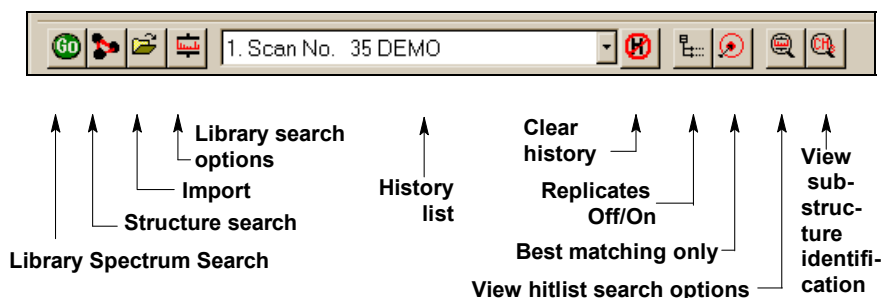 Go
1. Scan No. 35 DEMO
H
CH₃
Library search
options
Import
Structure search
Library Spectrum Search
History
list
Clear
history
Replicates
Off/On
Best matching only
View hitlist search options
View
sub-
struc-
ture
identifi-
cation